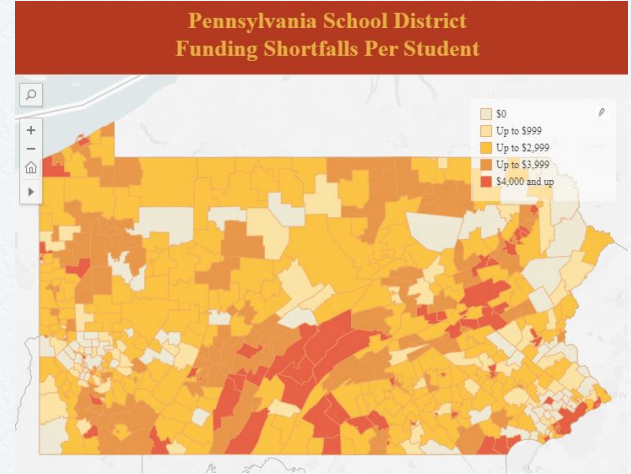 Pennsylvania School District
Funding Shortfalls Per Student
$0
Up to $999
Up to $2,999
Up to $3,999
$4,000 and up